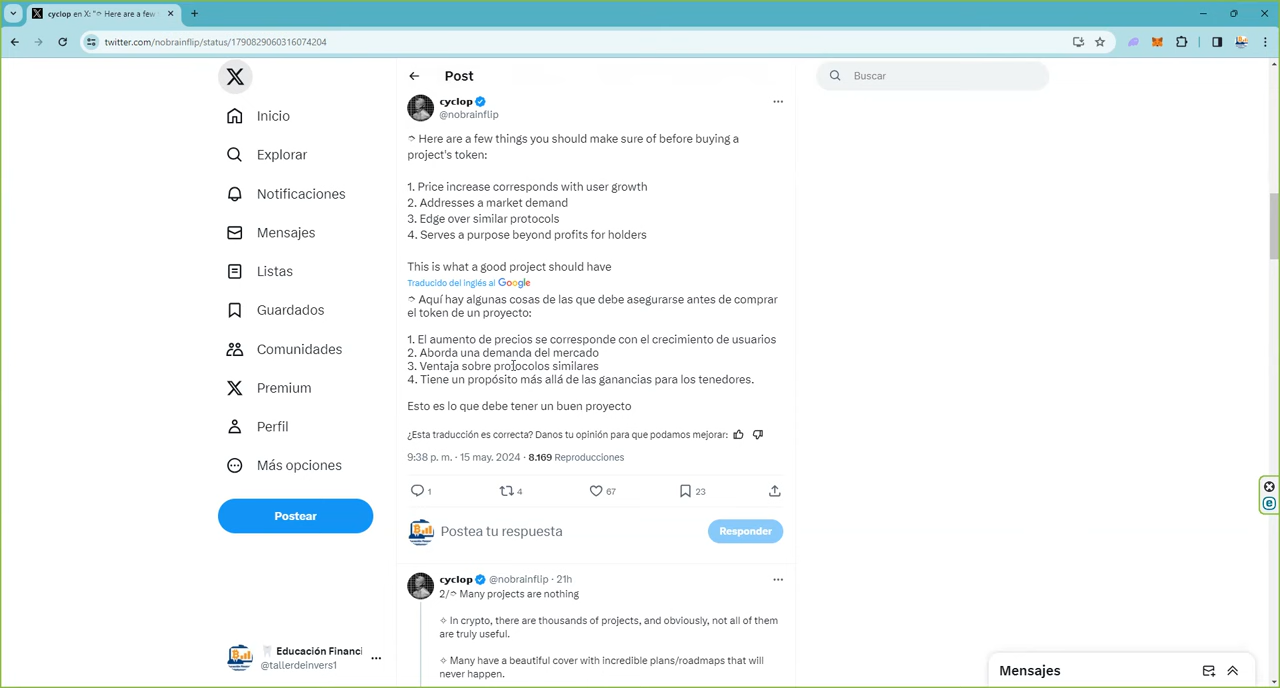 cyclop en X: "⌒ Here are a few
twitter.com/nobrainflip/status/1790829060316074204
X
Inicio
Explorar
Notificaciones
Mensajes
Listas
Guardados
Comunidades
Premium
Perfil
Más opciones
Postear
Educación Financi
@tallerdeinvers1
Post
Buscar
cyclop
@nobrainflip
⌒ Here are a few things you should make sure of before buying a
project's token:
1. Price increase corresponds with user growth
2. Addresses a market demand
3. Edge over similar protocols
4. Serves a purpose beyond profits for holders
This is what a good project should have
Traducido del inglés al Google
⌒ Aquí hay algunas cosas de las que debe asegurarse antes de comprar
el token de un proyecto:
1. El aumento de precios se corresponde con el crecimiento de usuarios
2. Aborda una demanda del mercado
3. Ventaja sobre protocolos similares
4. Tiene un propósito más allá de las ganancias para los tenedores.
Esto es lo que debe tener un buen proyecto
¿Esta traducción es correcta? Danos tu opinión para que podamos mejorar:
9:38 p. m. · 15 may. 2024 · 8.169 Reproducciones
1 4 67 23
Postea tu respuesta
Responder
cyclop @nobrainflip · 21h
2/⌒ Many projects are nothing
✧ In crypto, there are thousands of projects, and obviously, not all of them
are truly useful.
✧ Many have a beautiful cover with incredible plans/roadmaps that will
never happen.
Mensajes